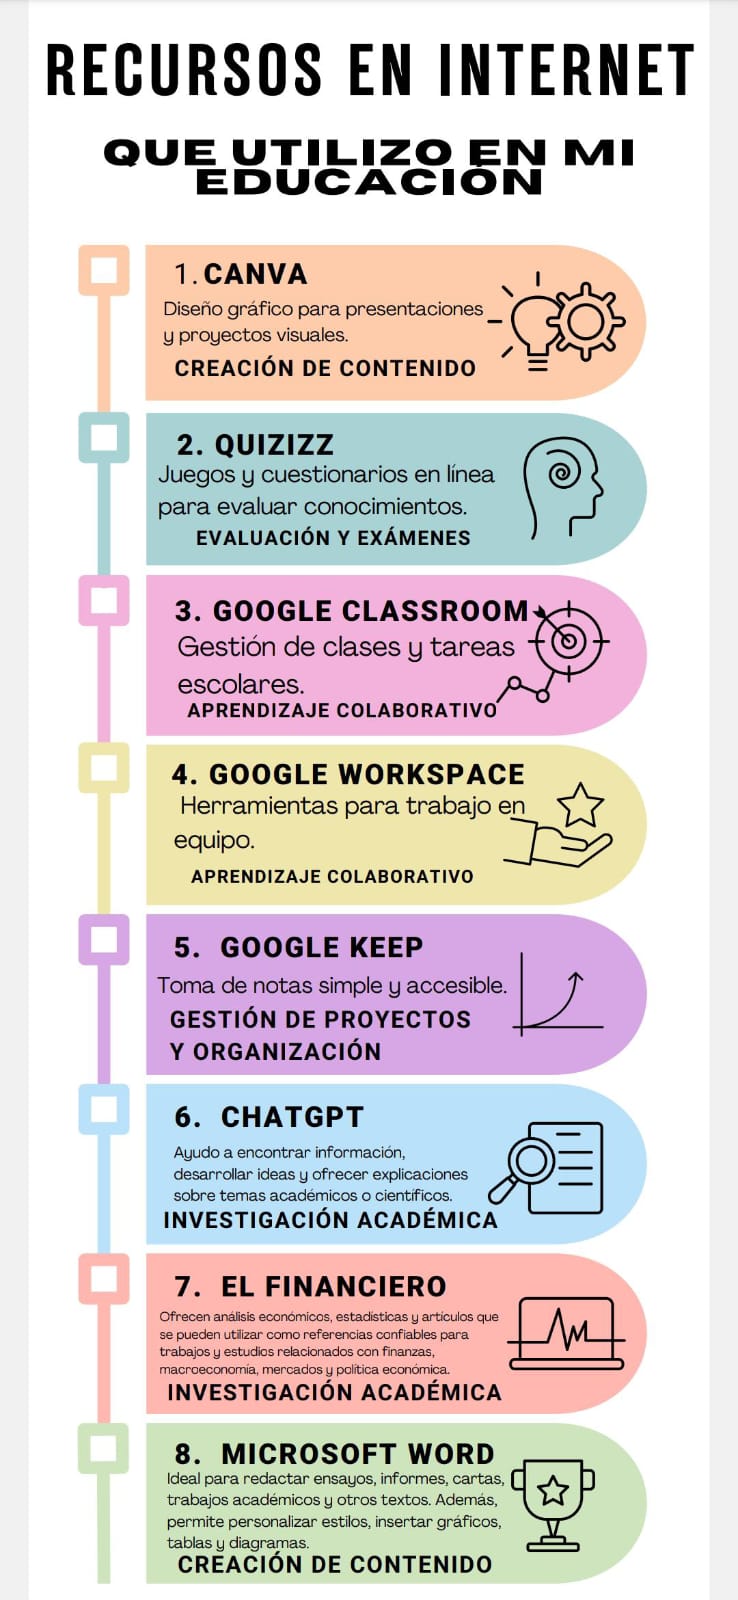 RECURSOS EN INTERNET
QUE UTILIZO EN MI
EDUCACIÓN
1. CANVA
Diseño gráfico para presentaciones
y proyectos visuales.
CREACIÓN DE CONTENIDO
2. QUIZIZZ
Juegos y cuestionarios en línea
para evaluar conocimientos.
EVALUACIÓN Y EXÁMENES
3. GOOGLE CLASSROOM
Gestión de clases y tareas
escolares.
APRENDIZAJE COLABORATIVO
4. GOOGLE WORKSPACE
Herramientas para trabajo en
equipo.
APRENDIZAJE COLABORATIVO
5. GOOGLE KEEP
Toma de notas simple y accesible.
GESTIÓN DE PROYECTOS
Y ORGANIZACIÓN
6. CHATGPT
Ayudo a encontrar información,
desarrollar ideas y ofrecer explicaciones
sobre temas académicos o científicos.
INVESTIGACIÓN ACADÉMICA
7. EL FINANCIERO
Ofrecen análisis económicos, estadísticas y artículos que
se pueden utilizar como referencias confiables para
trabajos y estudios relacionados con finanzas,
macroeconomía, mercados y política económica.
INVESTIGACIÓN ACADÉMICA
8. MICROSOFT WORD
Ideal para redactar ensayos, informes, cartas,
trabajos académicos y otros textos. Además,
permite personalizar estilos, insertar gráficos,
tablas y diagramas.
CREACIÓN DE CONTENIDO